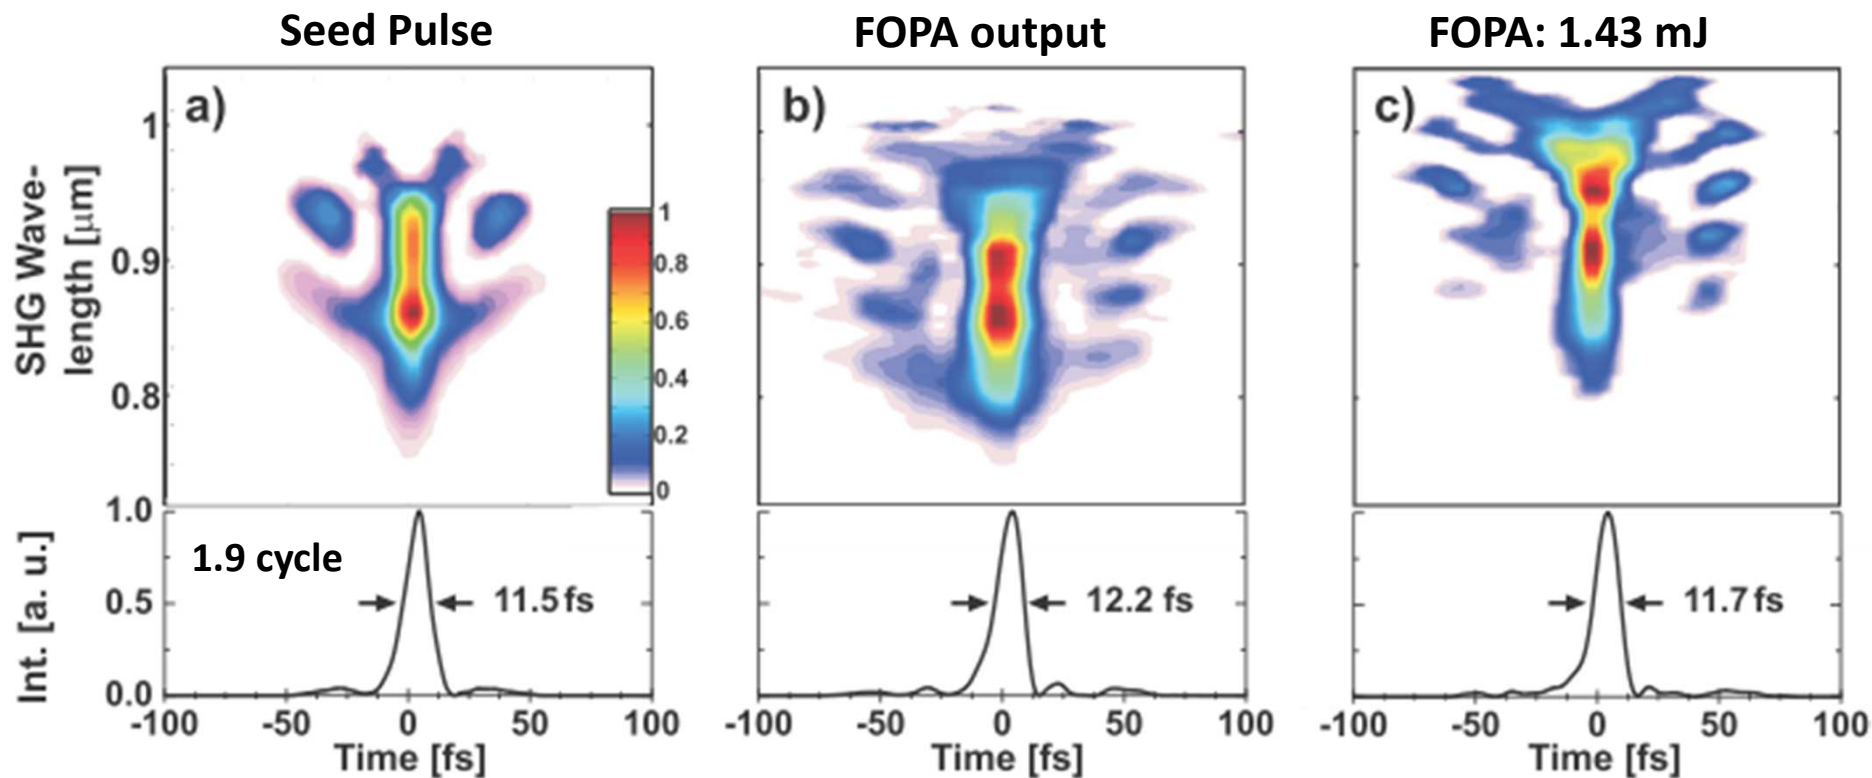 Seed Pulse
FOPA output
FOPA: 1.43 mJ
a)
b)
c)
SHG Wave-
length [μm]
1
0.9
0.8
1
0.8
0.6
0.4
0.2
0
Int. [a. u.]
1.0
0.5
0.0
1.9 cycle
11.5 fs
12.2 fs
11.7 fs
-100 -50 0 50 100
-100 -50 0 50 100
-100 -50 0 50 100
Time [fs]
Time [fs]
Time [fs]